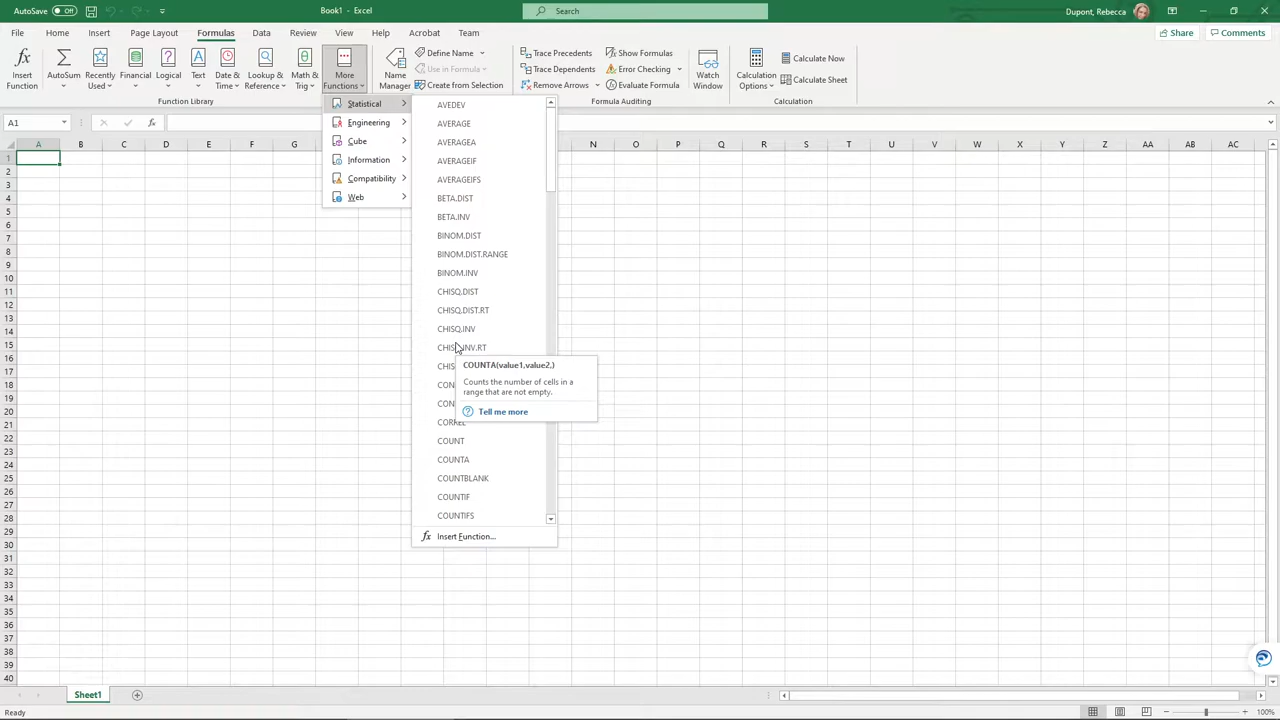 AutoSave Off Book1 - Excel Search Dupont, Rebecca
File Home Insert Page Layout Formulas Data Review View Help Acrobat Team Share Comments
Insert Function
AutoSum
Recently Used
Financial
Logical
Text
Date & Time
Lookup & Reference
Math & Trig
More Functions
Name Manager
Define Name
Use in Formula
Create from Selection
Trace Precedents
Trace Dependents
Remove Arrows
Show Formulas
Error Checking
Evaluate Formula
Watch Window
Calculation Options
Calculate Now
Calculate Sheet
Function Library Formula Auditing Calculation
A1 fx
Statistical
Engineering
Cube
Information
Compatibility
Web
AVEDEV
AVERAGE
AVERAGEA
AVERAGEIF
AVERAGEIFS
BETA.DIST
BETA.INV
BINOM.DIST
BINOM.DIST.RANGE
BINOM.INV
CHISQ.DIST
CHISQ.DIST.RT
CHISQ.INV
CHIS INV.RT
CHIS
CON
CON
CORREL
COUNT
COUNTA
COUNTBLANK
COUNTIF
COUNTIFS
fx Insert Function...
COUNTA(value1,value2,)
Counts the number of cells in a
range that are not empty.
? Tell me more
A B C D E F G N O P Q R S T U V W X Y Z AA AB AC
1
2
3
4
5
6
7
8
9
10
11
12
13
14
15
16
17
18
19
20
21
22
23
24
25
26
27
28
29
30
31
32
33
34
35
36
37
38
39
40
Sheet1
Ready 100%